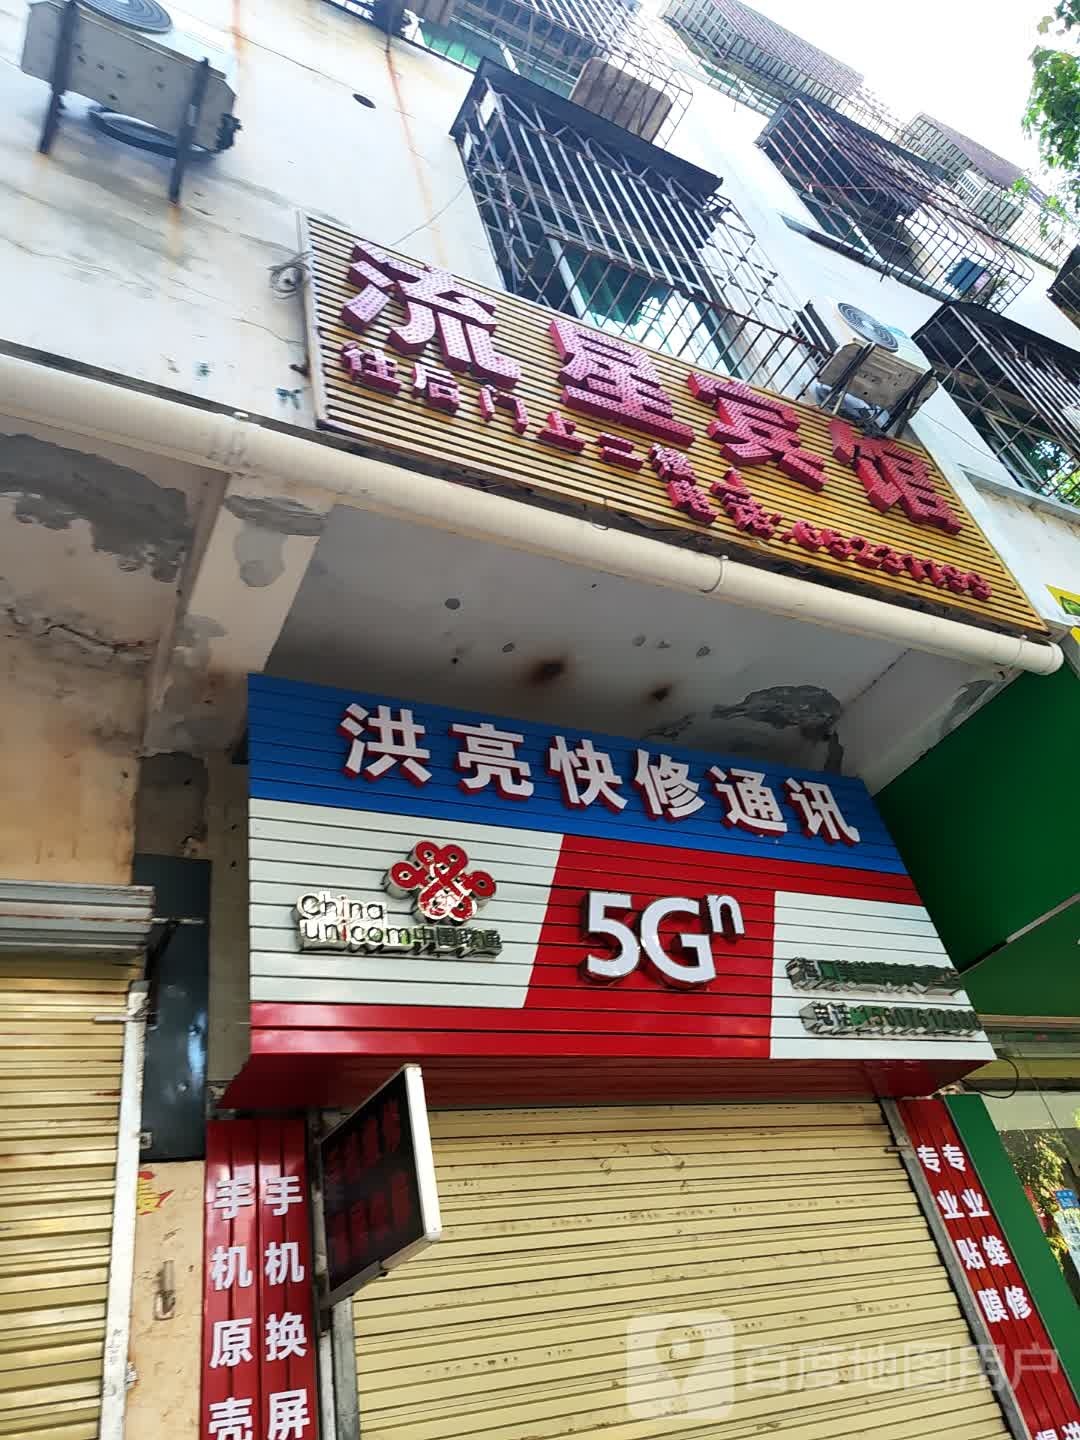 流星宾馆
往后门上三楼
洪亮快修通讯
China
unicom中国联通
5Gⁿ
手机换屏
手机原壳
专业维修
专业贴膜
百度地图用户